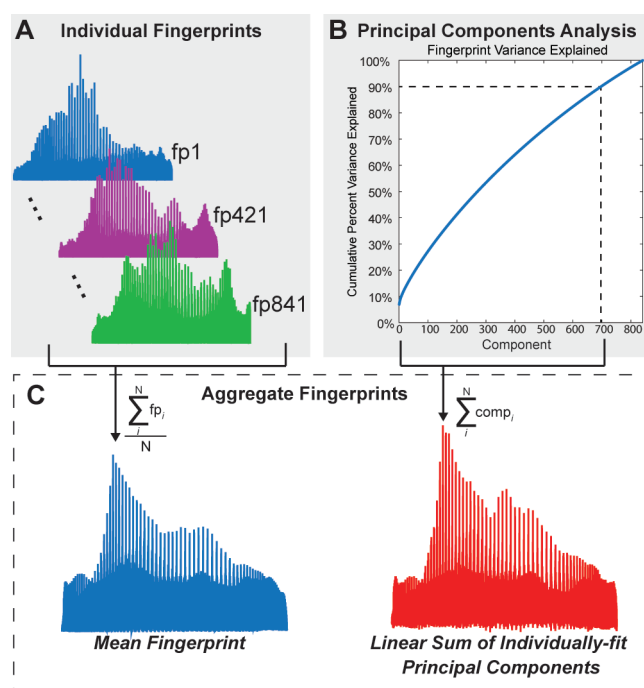 A Individual Fingerprints
fp1
fp421
fp841
B Principal Components Analysis
Fingerprint Variance Explained
Cumulative Percent Variance Explained
100%
90%
80%
70%
60%
50%
40%
30%
20%
10%
0%
0 100 200 300 400 500 600 700 800
Component
C Aggregate Fingerprints
N
∑ fpᵢ
i
N
N
∑ compᵢ
i
Mean Fingerprint
Linear Sum of Individually-fit
Principal Components